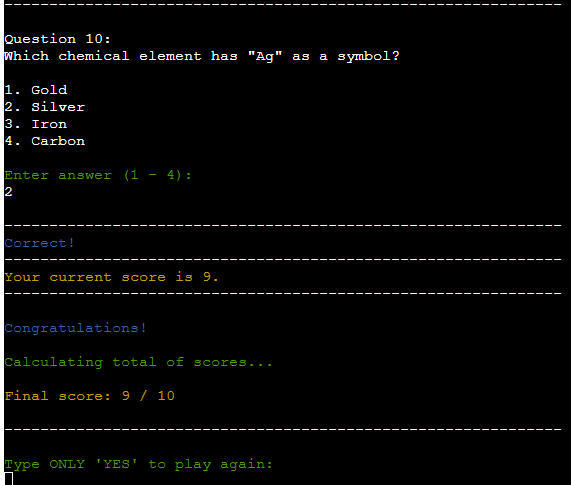 ---------------------------------------------------------------
Question 10:
Which chemical element has "Ag" as a symbol?
1. Gold
2. Silver
3. Iron
4. Carbon
Enter answer (1 - 4):
2
---------------------------------------------------------------
Correct!
---------------------------------------------------------------
Your current score is 9.
---------------------------------------------------------------
Congratulations!
Calculating total of scores...
Final score: 9 / 10
---------------------------------------------------------------
Type ONLY 'YES' to play again: